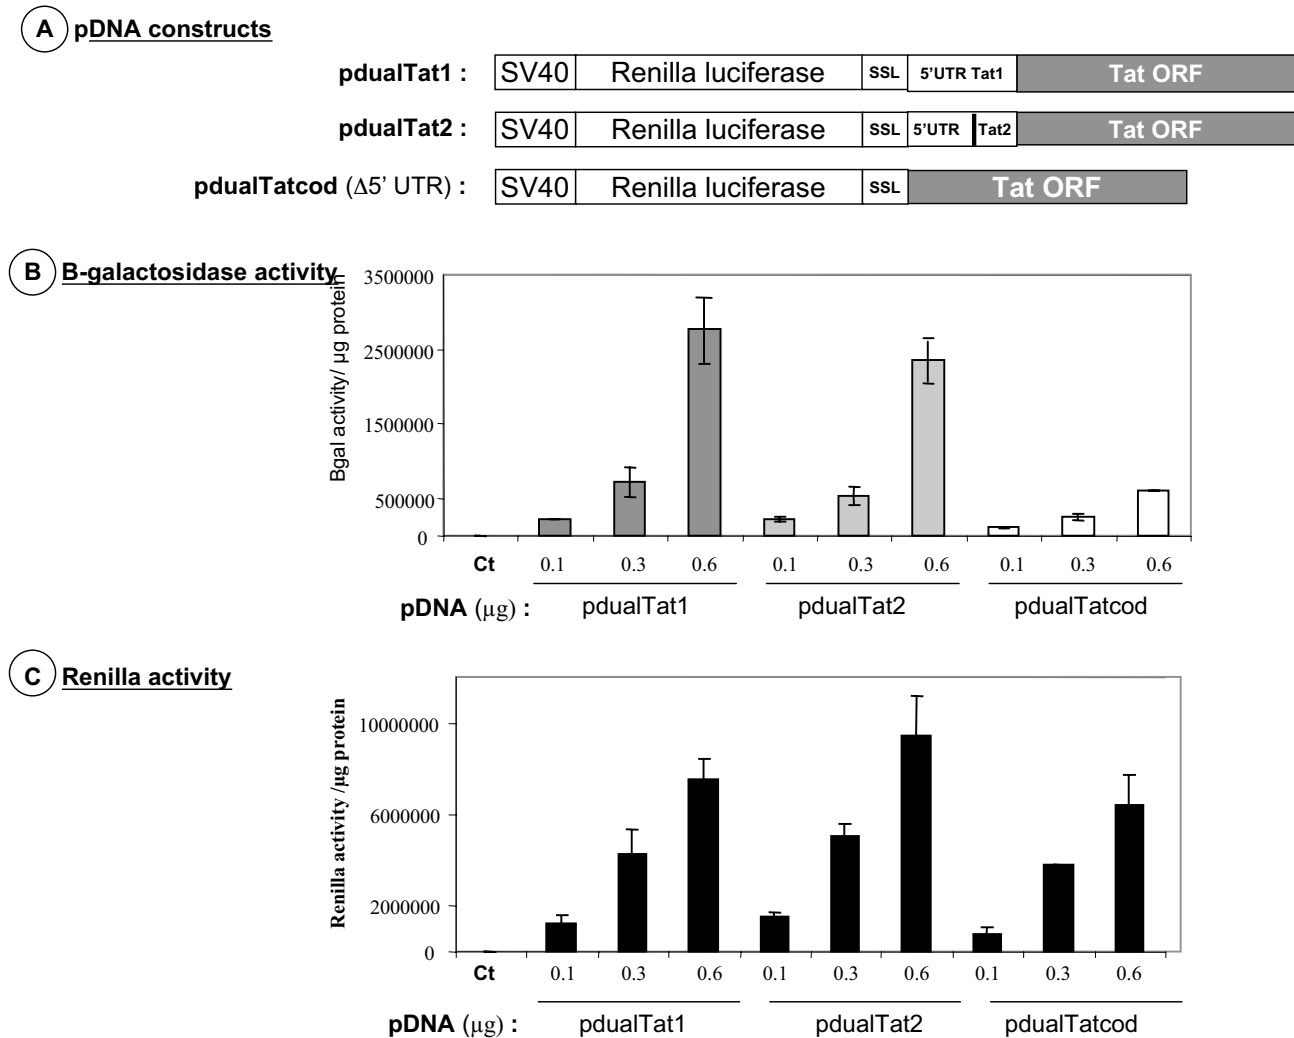 A pDNA constructs
pdualTat1 : SV40 Renilla luciferase SSL 5'UTR Tat1 Tat ORF
pdualTat2 : SV40 Renilla luciferase SSL 5'UTR Tat2 Tat ORF
pdualTatcod (Δ5' UTR) : SV40 Renilla luciferase SSL Tat ORF
B B-galactosidase activity
Bgal activity/ µg protein
3500000
2500000
1500000
500000
0
Ct 0.1 0.3 0.6 0.1 0.3 0.6 0.1 0.3 0.6
pDNA (µg) : pdualTat1 pdualTat2 pdualTatcod
C Renilla activity
Renilla activity /µg protein
10000000
6000000
2000000
0
Ct 0.1 0.3 0.6 0.1 0.3 0.6 0.1 0.3 0.6
pDNA (µg) : pdualTat1 pdualTat2 pdualTatcod